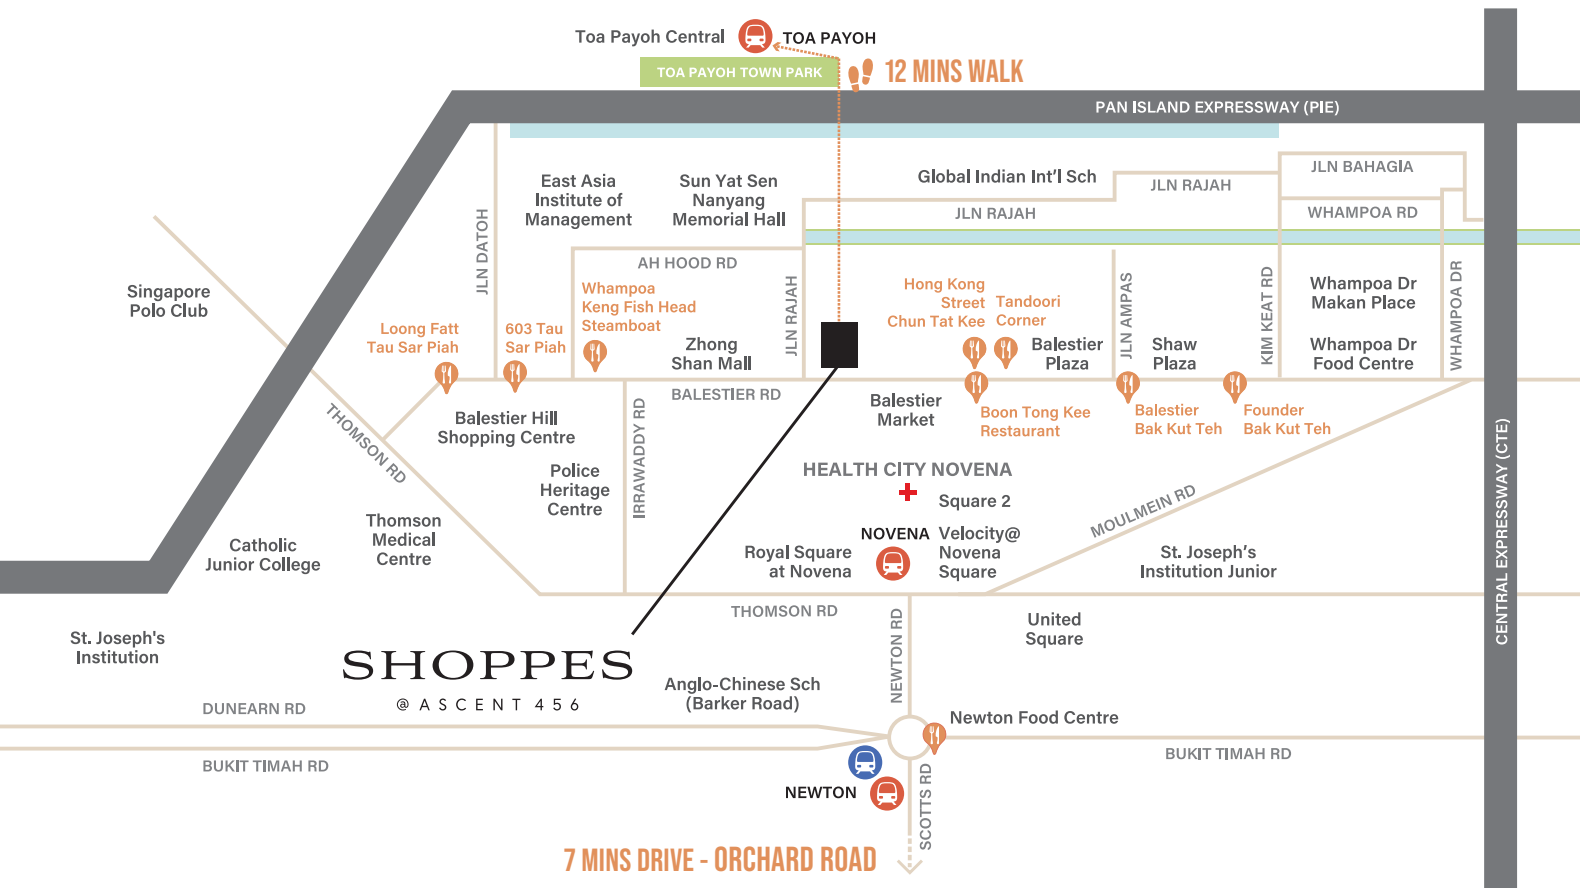 Toa Payoh Central
TOA PAYOH
TOA PAYOH TOWN PARK
12 MINS WALK
PAN ISLAND EXPRESSWAY (PIE)
East Asia
Institute of
Management
Sun Yat Sen
Nanyang
Memorial Hall
Global Indian Int'l Sch
JLN RAJAH
JLN BAHAGIA
JLN RAJAH
WHAMPOA RD
JLN DATOH
AH HOOD RD
Singapore
Polo Club
Whampoa
Keng Fish Head
Steamboat
JLN RAJAH
Hong Kong
Street
Chun Tat Kee
Tandoori
Corner
JLN AMPAS
KIM KEAT RD
Whampoa Dr
Makan Place
WHAMPOA DR
Loong Fatt
Tau Sar Piah
603 Tau
Sar Piah
Zhong
Shan Mall
Balestier
Plaza
Shaw
Plaza
Whampoa Dr
Food Centre
BALESTIER RD
Balestier
Market
Boon Tong Kee
Restaurant
Balestier
Bak Kut Teh
Founder
Bak Kut Teh
THOMSON RD
Balestier Hill
Shopping Centre
IRRAWADDY RD
Police
Heritage
Centre
HEALTH CITY NOVENA
Square 2
MOULMEIN RD
CENTRAL EXPRESSWAY (CTE)
Thomson
Medical
Centre
Catholic
Junior College
NOVENA
Velocity@
Novena
Square
Royal Square
at Novena
St. Joseph's
Institution Junior
THOMSON RD
NEWTON RD
United
Square
St. Joseph's
Institution
SHOPPES
@ ASCENT 456
Anglo-Chinese Sch
(Barker Road)
DUNEARN RD
Newton Food Centre
BUKIT TIMAH RD
BUKIT TIMAH RD
NEWTON
SCOTTS RD
7 MINS DRIVE - ORCHARD ROAD